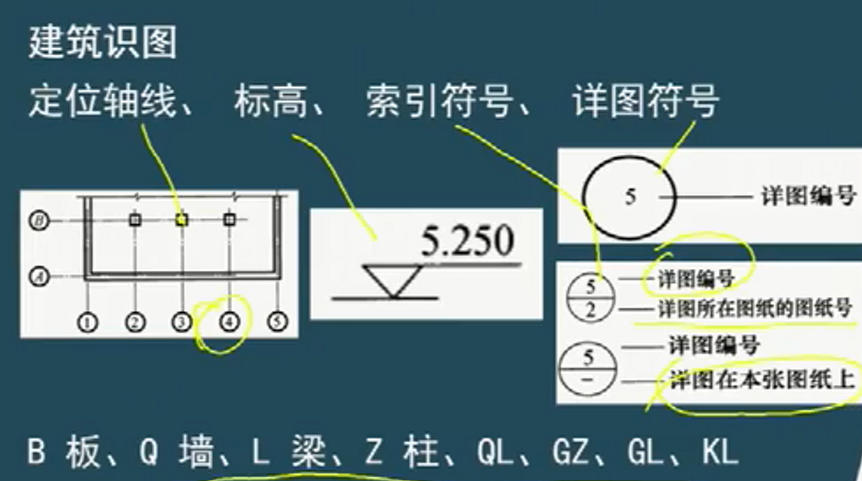 建筑识图
定位轴线、 标高、 索引符号、 详图符号
5 详图编号
B
A
1 2 3 4 5
5.250
5 详图编号
2 详图所在图纸的图纸号
5 详图编号
— 详图在本张图纸上
B 板、Q 墙、L 梁、Z 柱、QL、GZ、GL、KL